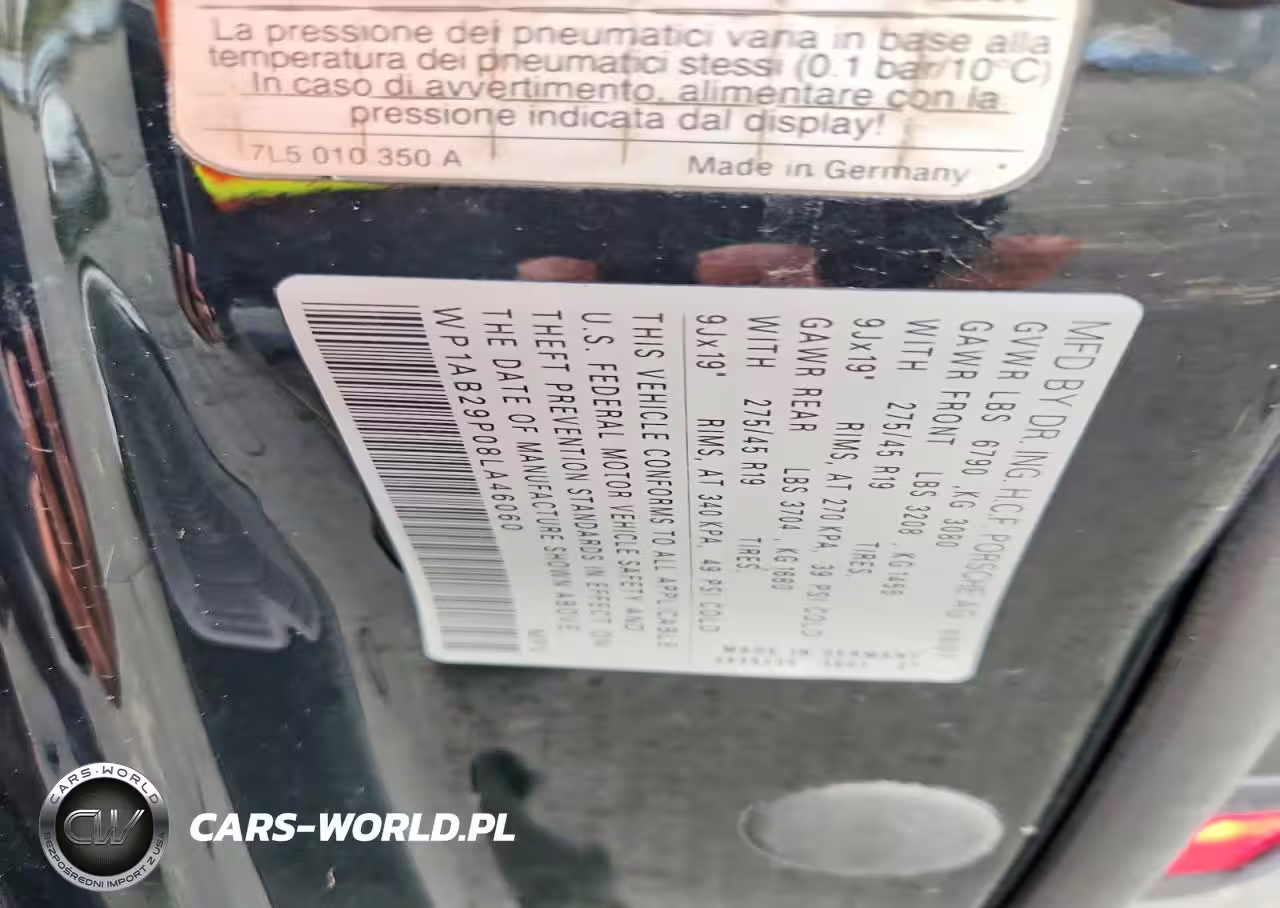 La pressione dei pneumatici varia in base alla
temperatura dei pneumatici stessi (0.1 bar/10°C)
In caso di avvertimento, alimentare con la
pressione indicata dal display!
7L5 010 350 A
Made in Germany
MFD BY DR. ING. H.C.F. PORSCHE AG
GVWR LBS 6790 ,KG 3080
GAWR FRONT LBS 3208 , KG 1455
WITH 275/45 R19 TIRES,
9Jx19" RIMS, AT 270 KPA, 39 PSI COLD
GAWR REAR LBS 3704 , KG 1680
WITH 275/45 R19 TIRES,
9Jx19" RIMS, AT 340 KPA, 49 PSI COLD
THIS VEHICLE CONFORMS TO ALL APPLICABLE
U.S. FEDERAL MOTOR VEHICLE SAFETY AND
THEFT PREVENTION STANDARDS IN EFFECT ON
THE DATE OF MANUFACTURE SHOWN ABOVE
WP1AB29P08LA46060
MADE IN GERMANY
CARS-WORLD
CW
BEZPOŚREDNI IMPORT Z USA
CARS-WORLD.PL